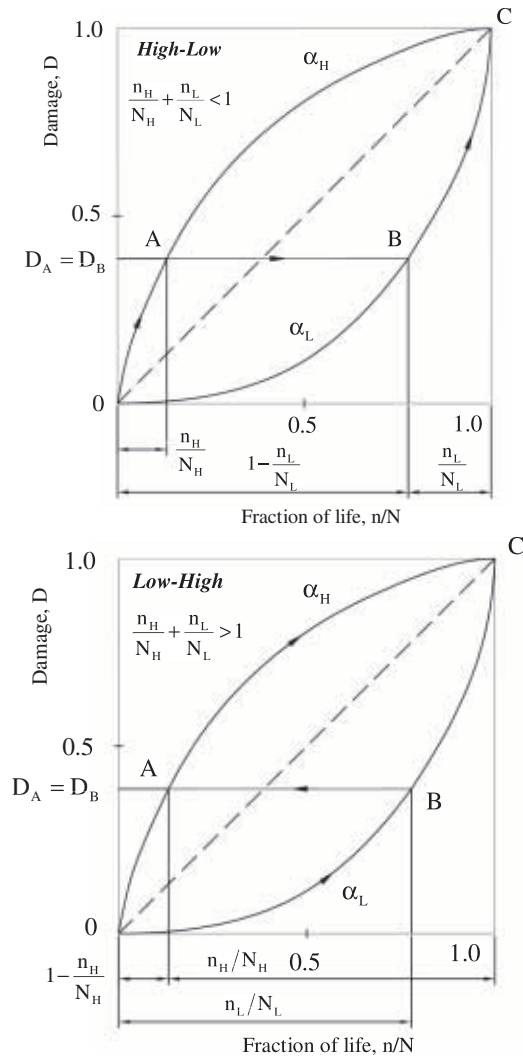 C
1.0
High-Low
α_H
n_H/N_H + n_L/N_L < 1
Damage, D
0.5
A
B
D_A = D_B
α_L
0
0.5
1.0
n_H/N_H
1 − n_L/N_L
n_L/N_L
Fraction of life, n/N
C
1.0
Low-High
α_H
n_H/N_H + n_L/N_L > 1
Damage, D
0.5
A
D_A = D_B
B
α_L
0
1 − n_H/N_H
n_H/N_H
0.5
1.0
n_L/N_L
Fraction of life, n/N